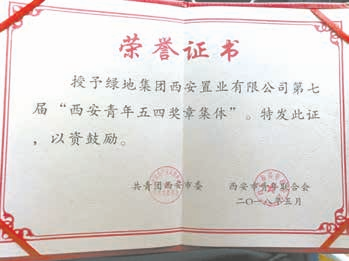 荣誉证书
授予绿地集团西安置业有限公司第七
届“西安青年五四奖章集体”。特发此证
，以资鼓励。
共青团西安市委 西安市青年联合会
二〇一八年五月